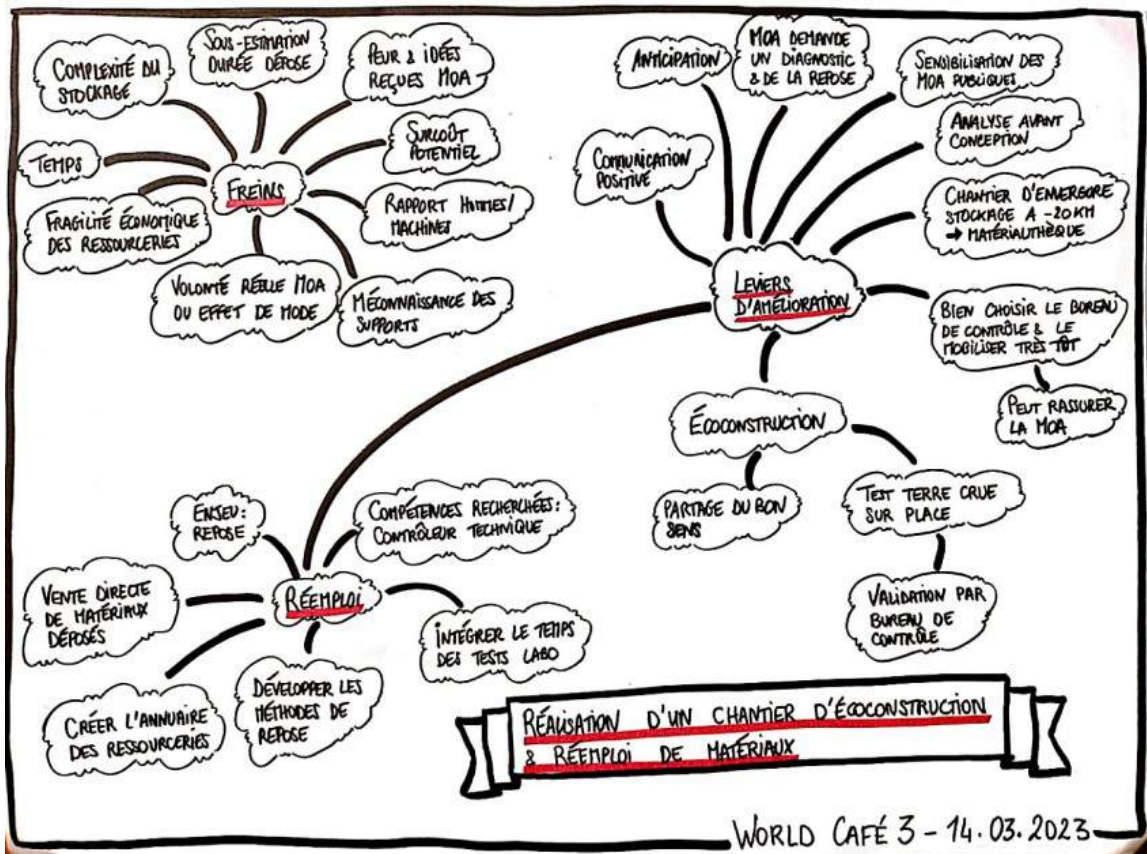 COMPLEXITÉ DU
STOCKAGE
SOUS-ESTIMATION
DURÉE DÉPOSE
PEUR & IDÉES
REÇUES MOA
TEMPS
FREINS
SURCOÛT
POTENTIEL
FRAGILITÉ ÉCONOMIQUE
DES RESSOURCERIES
RAPPORT HOMMES/
MACHINES
VOLONTÉ RÉELLE MOA
OU EFFET DE MODE
MÉCONNAISSANCE DES
SUPPORTS
ANTICIPATION
MOA DEMANDE
UN DIAGNOSTIC
& DE LA REPOSE
SENSIBILISATION DES
MOA PUBLIQUES
COMMUNICATION
POSITIVE
ANALYSE AVANT
CONCEPTION
CHANTIER D'ENVERGURE
STOCKAGE A -20KM
→ MATÉRIAUTHÈQUE
LEVIERS
D'AMÉLIORATION
BIEN CHOISIR LE BUREAU
DE CONTRÔLE & LE
MOBILISER TRÈS TÔT
PEUT RASSURER
LA MOA
ÉCOCONSTRUCTION
PARTAGE DU BON
SENS
TEST TERRE CRUE
SUR PLACE
VALIDATION PAR
BUREAU DE
CONTRÔLE
ENJEU:
REPOSE
COMPÉTENCES RECHERCHÉES:
CONTRÔLEUR TECHNIQUE
VENTE DIRECTE
DE MATÉRIAUX
DÉPOSÉS
RÉEMPLOI
INTÉGRER LE TEMPS
DES TESTS LABO
CRÉER L'ANNUAIRE
DES RESSOURCERIES
DÉVELOPPER LES
MÉTHODES DE
REPOSE
RÉALISATION D'UN CHANTIER D'ÉCOCONSTRUCTION
& RÉEMPLOI DE MATÉRIAUX
WORLD CAFÉ 3 - 14.03.2023